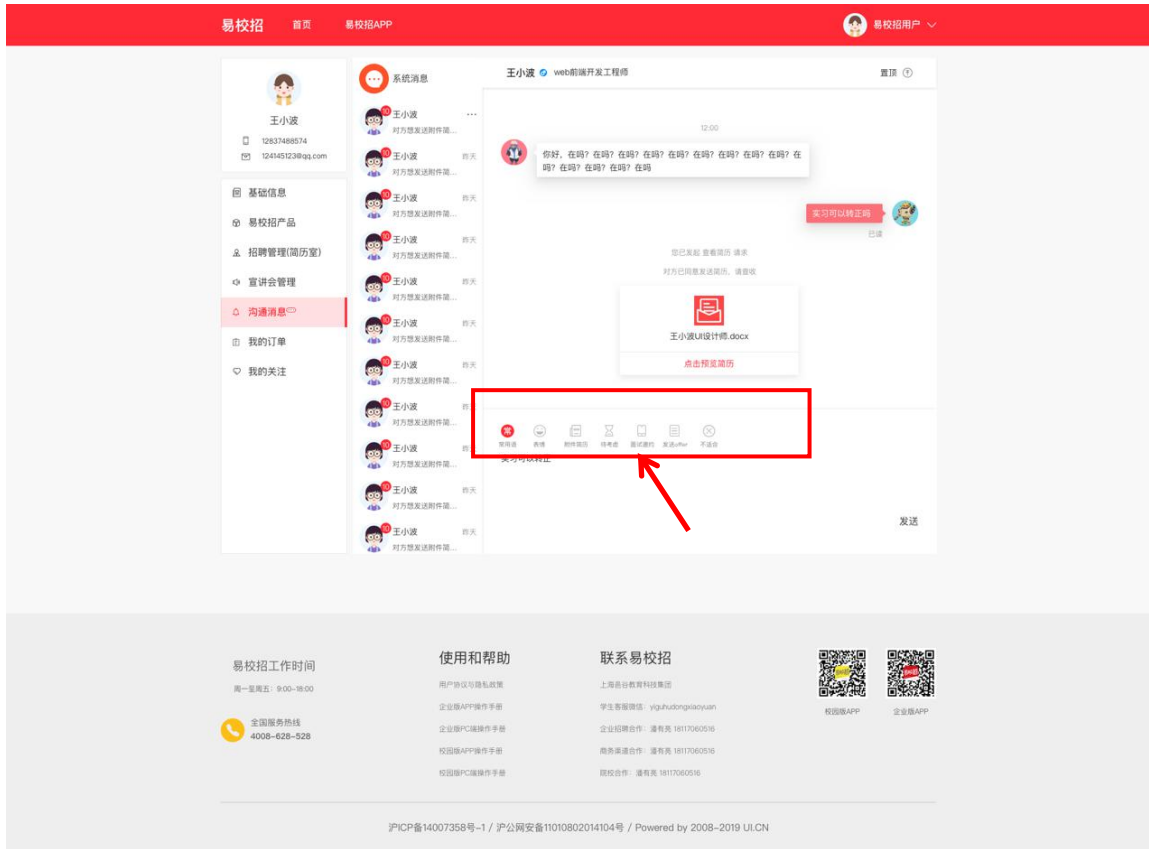 易校招 首页 易校招APP 易校招用户
王小波
12837488574
124145123@qq.com
基础信息
易校招产品
招聘管理(简历室)
宣讲会管理
沟通消息
我的订单
我的关注
系统消息
10 王小波 ...
对方想发送附件简...
10 王小波 昨天
对方想发送附件简...
10 王小波 昨天
对方想发送附件简...
10 王小波 昨天
对方想发送附件简...
10 王小波 昨天
对方想发送附件简...
10 王小波 昨天
对方想发送附件简...
10 王小波 昨天
对方想发送附件简...
10 王小波
对方想发送附件简...
10 王小波 昨天
对方想发送附件简...
10 王小波 昨天
对方想发送附件简...
10 王小波 昨天
对方想发送附件简...
王小波 web前端开发工程师 置顶
12:00
你好，在吗？在吗？在吗？在吗？在吗？在吗？在吗？在吗？在吗？在
吗？在吗？在吗？在吗？在吗
实习可以转正吗
已读
您已发起 查看简历 请求
对方已同意发送简历，请查收
王小波UI设计师.docx
点击预览简历
常
常用语 表情 附件简历 待考虑 面试邀约 发送offer 不适合
实习可以转正
发送
易校招工作时间
周一至周五：9:00-18:00
全国服务热线
4008-628-528
使用和帮助
用户协议与隐私政策
企业版APP操作手册
企业版PC端操作手册
校园版APP操作手册
校园版PC端操作手册
联系易校招
上海邑谷教育科技集团
学生客服微信：yiguhudongxiaoyuan
企业招聘合作：潘有亮 18117060516
商务渠道合作：潘有亮 18117060516
院校合作：潘有亮 18117060516
校园版APP 企业版APP
沪ICP备14007358号-1 / 沪公网安备11010802014104号 / Powered by 2008-2019 UI.CN